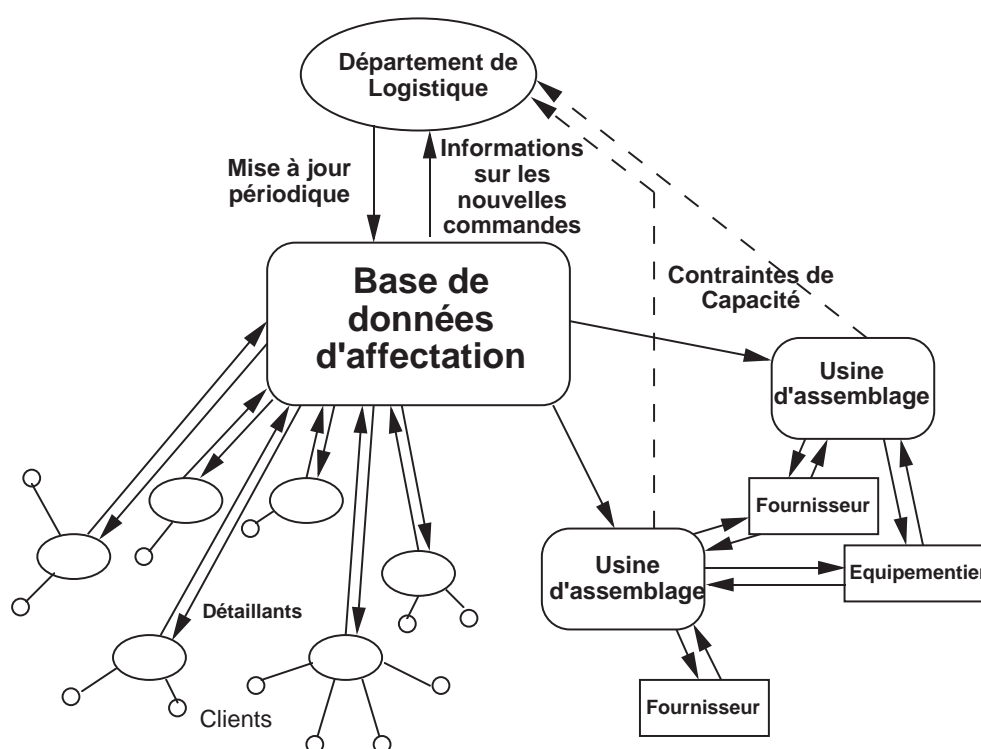 Département de
Logistique
Mise à jour
périodique
Informations
sur les
nouvelles
commandes
Base de
données
d'affectation
Contraintes de
Capacité
Usine
d'assemblage
Fournisseur
Usine
d'assemblage
Equipementier
Détaillants
Fournisseur
Clients